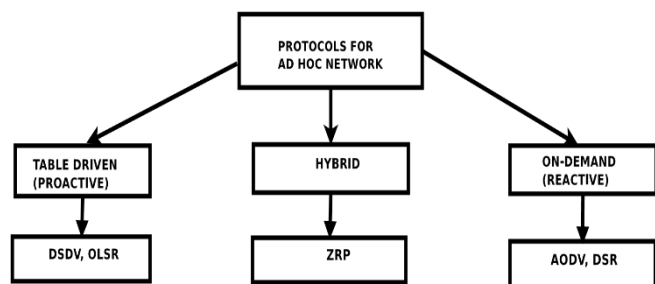 PROTOCOLS FOR
AD HOC NETWORK
TABLE DRIVEN
(PROACTIVE)
HYBRID
ON-DEMAND
(REACTIVE)
DSDV, OLSR
ZRP
AODV, DSR